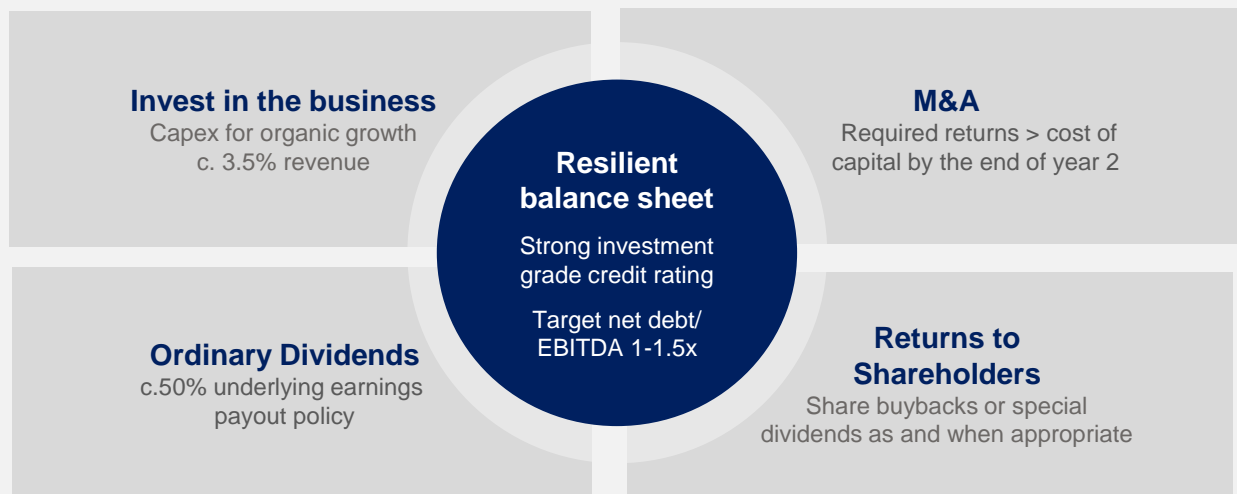 Invest in the business
Capex for organic growth
c. 3.5% revenue
M&A
Required returns > cost of
capital by the end of year 2
Resilient
balance sheet
Strong investment
grade credit rating
Target net debt/
EBITDA 1-1.5x
Ordinary Dividends
c.50% underlying earnings
payout policy
Returns to
Shareholders
Share buybacks or special
dividends as and when appropriate